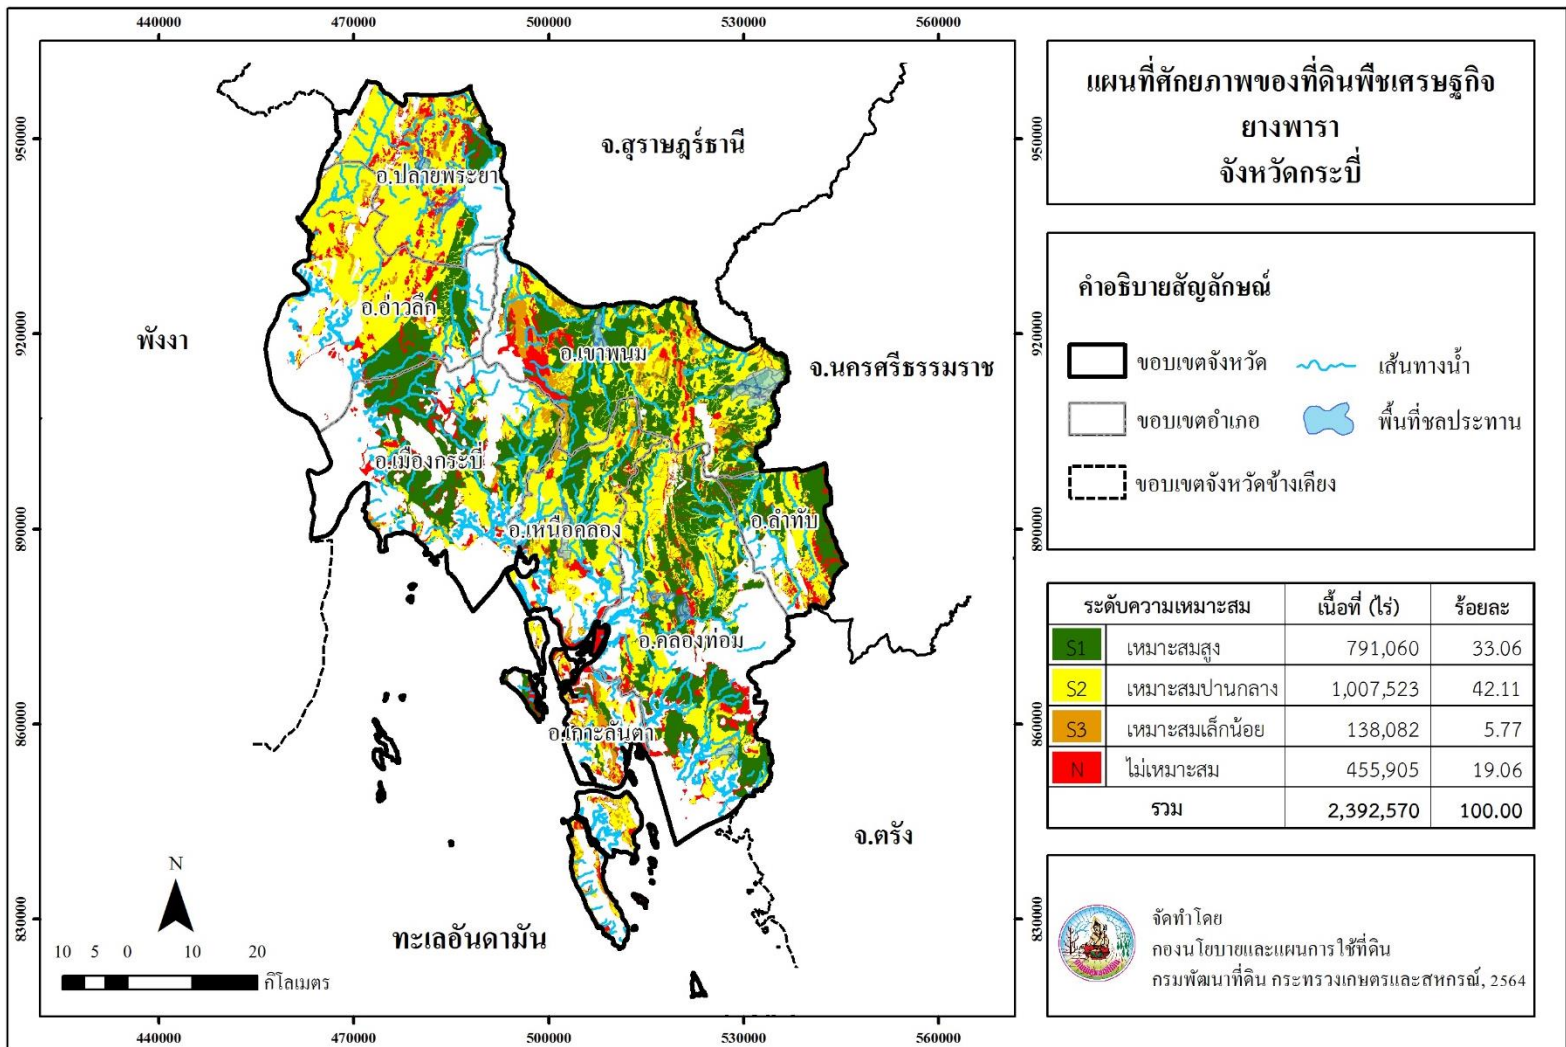 440000 470000 500000 530000 560000
950000 920000 890000 860000 830000
แผนที่ศักยภาพของที่ดินพืชเศรษฐกิจ
ยางพารา
จังหวัดกระบี่
จ.สุราษฎร์ธานี
อ.ปลายพระยา
อ.อ่าวลึก
พังงา
อ.เขาพนม
จ.นครศรีธรรมราช
อ.เมืองกระบี่
อ.เหนือคลอง
อ.ลำทับ
อ.คลองท่อม
อ.เกาะลันตา
จ.ตรัง
ทะเลอันดามัน
N
10 5 0 10 20
กิโลเมตร
คำอธิบายสัญลักษณ์
ขอบเขตจังหวัด เส้นทางน้ำ
ขอบเขตอำเภอ พื้นที่ชลประทาน
ขอบเขตจังหวัดข้างเคียง
ระดับความเหมาะสม เนื้อที่ (ไร่) ร้อยละ
S1 เหมาะสมสูง 791,060 33.06
S2 เหมาะสมปานกลาง 1,007,523 42.11
S3 เหมาะสมเล็กน้อย 138,082 5.77
N ไม่เหมาะสม 455,905 19.06
รวม 2,392,570 100.00
จัดทำโดย
กองนโยบายและแผนการใช้ที่ดิน
กรมพัฒนาที่ดิน กระทรวงเกษตรและสหกรณ์, 2564
950000 920000 890000 860000 830000
440000 470000 500000 530000 560000